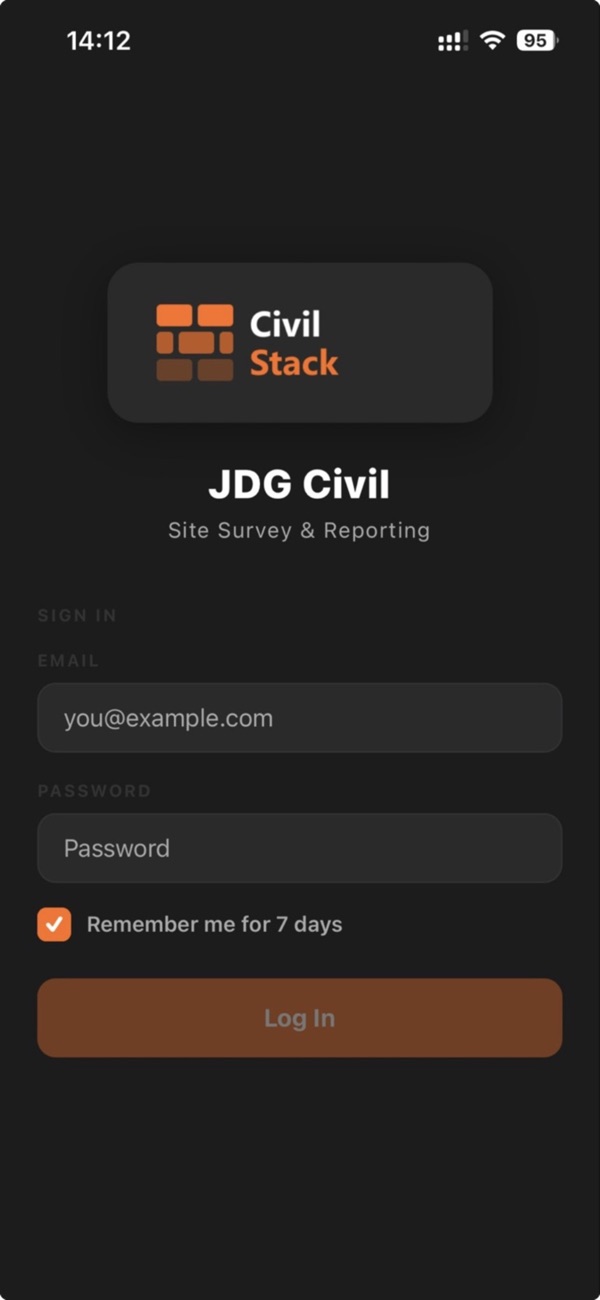 14:12
95
Civil
Stack
JDG Civil
Site Survey & Reporting
SIGN IN
EMAIL
you@example.com
PASSWORD
Password
Remember me for 7 days
Log In